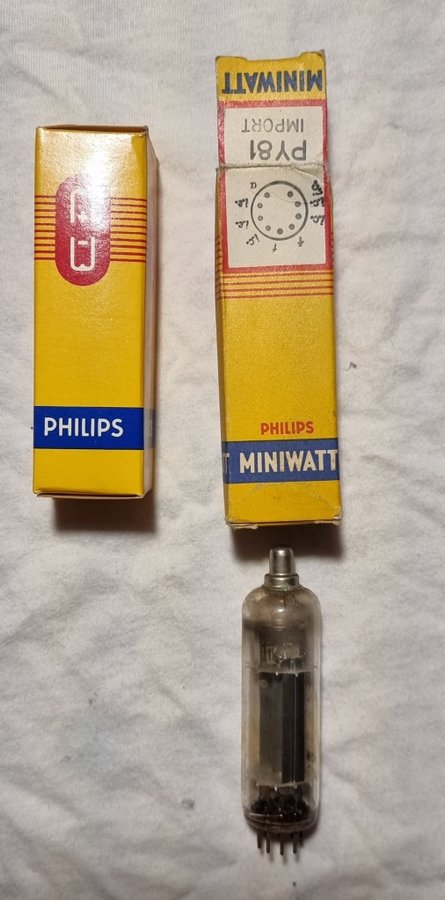 PHILIPS
MINIWATT
IMPORT
PY81
a
i.c.
i.c.
i.c.
i.c.
i.c.
f
f
PHILIPS
T MINIWATT